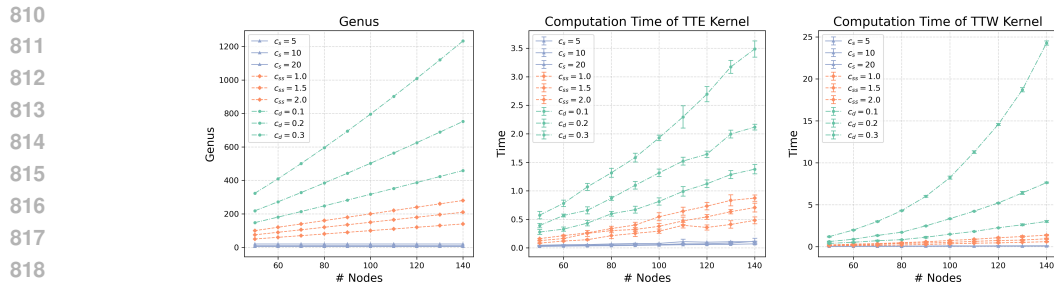 810
811
812
813
814
815
816
817
818
Genus
Genus
1200
1000
800
600
400
200
0
c_s = 5
c_s = 10
c_s = 20
c_ss = 1.0
c_ss = 1.5
c_ss = 2.0
c_d = 0.1
c_d = 0.2
c_d = 0.3
60 80 100 120 140
# Nodes
Computation Time of TTE Kernel
Time
3.5
3.0
2.5
2.0
1.5
1.0
0.5
0.0
c_s = 5
c_s = 10
c_s = 20
c_ss = 1.0
c_ss = 1.5
c_ss = 2.0
c_d = 0.1
c_d = 0.2
c_d = 0.3
60 80 100 120 140
# Nodes
Computation Time of TTW Kernel
Time
25
20
15
10
5
0
c_s = 5
c_s = 10
c_s = 20
c_ss = 1.0
c_ss = 1.5
c_ss = 2.0
c_d = 0.1
c_d = 0.2
c_d = 0.3
60 80 100 120 140
# Nodes